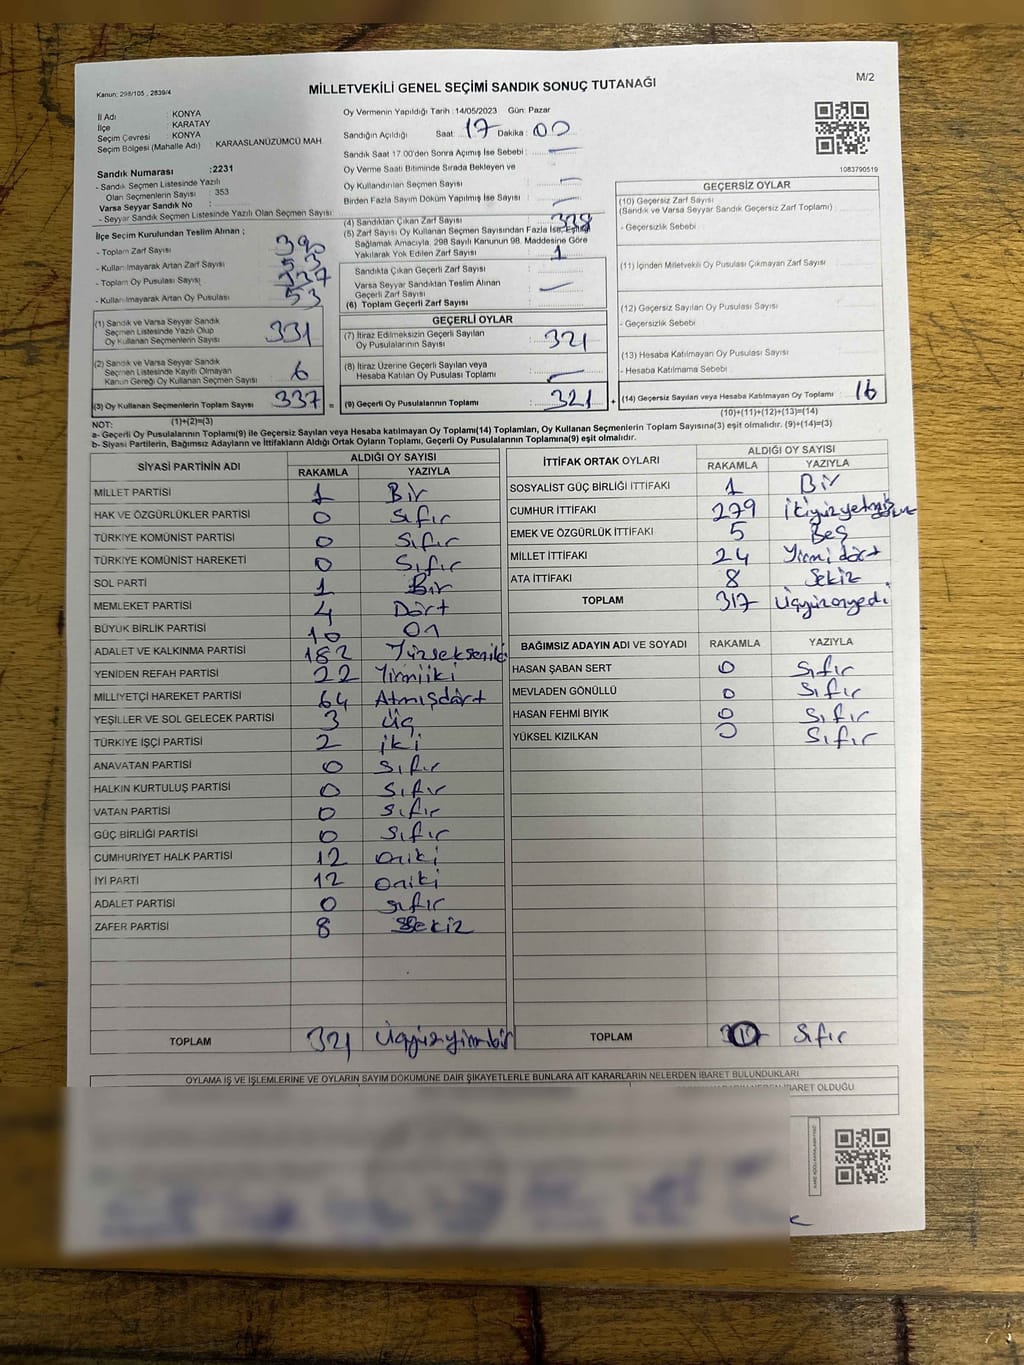 Kanun: 298/105 , 2839/4
MİLLETVEKİLİ GENEL SEÇİMİ SANDIK SONUÇ TUTANAĞI
M/2
İl Adı : KONYA
İlçe : KARATAY
Seçim Çevresi : KONYA
Seçim Bölgesi (Mahalle Adı) : KARAASLANÜZÜMCÜ MAH.
Oy Vermenin Yapıldığı Tarih :14/05/2023 Gün: Pazar
Sandığın Açıldığı Saat: 17 Dakika: 00
Sandık Saat 17.00'den Sonra Açılmış İse Sebebi : —
Oy Verme Saati Bitiminde Sırada Bekleyen ve
Oy Kullandırılan Seçmen Sayısı : —
Birden Fazla Sayım Döküm Yapılmış İse Sayısı : —
1083790519
Sandık Numarası :2231
- Sandık Seçmen Listesinde Yazılı
Olan Seçmenlerin Sayısı : 353
Varsa Seyyar Sandık No :
- Seyyar Sandık Seçmen Listesinde Yazılı Olan Seçmen Sayısı:
İlçe Seçim Kurulundan Teslim Alınan ;
- Toplam Zarf Sayısı : 390
- Kullanılmayarak Artan Zarf Sayısı : 53
- Toplam Oy Pusulası Sayısı :
- Kullanılmayarak Artan Oy Pusulası : 53
(4) Sandıktan Çıkan Zarf Sayısı : 338
(5) Zarf Sayısı Oy Kullanan Seçmen Sayısından Fazla İse, Eşitliği
Sağlamak Amacıyla, 298 Sayılı Kanunun 98. Maddesine Göre
Yakılarak Yok Edilen Zarf Sayısı : 1
Sandıkta Çıkan Geçerli Zarf Sayısı :
Varsa Seyyar Sandıktan Teslim Alınan
Geçerli Zarf Sayısı : —
(6) Toplam Geçerli Zarf Sayısı :
GEÇERSİZ OYLAR
(10) Geçersiz Zarf Sayısı
(Sandık ve Varsa Seyyar Sandık Geçersiz Zarf Toplamı) :
- Geçersizlik Sebebi :
(11) İçinden Milletvekili Oy Pusulası Çıkmayan Zarf Sayısı :
(12) Geçersiz Sayılan Oy Pusulası Sayısı :
- Geçersizlik Sebebi
(13) Hesaba Katılmayan Oy Pusulası Sayısı :
- Hesaba Katılmama Sebebi
(14) Geçersiz Sayılan veya Hesaba Katılmayan Oy Toplamı : 16
(10)+(11)+(12)+(13)=(14)
(1) Sandık ve Varsa Seyyar Sandık
Seçmen Listesinde Yazılı Olup
Oy Kullanan Seçmenlerin Sayısı : 331
(2) Sandık ve Varsa Seyyar Sandık
Seçmen Listesinde Kayıtlı Olmayan
Kanun Gereği Oy Kullanan Seçmen Sayısı : 6
(3) Oy Kullanan Seçmenlerin Toplam Sayısı : 337 =
(1)+(2)=(3)
GEÇERLİ OYLAR
(7) İtiraz Edilmeksizin Geçerli Sayılan
Oy Pusulalarının Sayısı : 321
(8) İtiraz Üzerine Geçerli Sayılan veya
Hesaba Katılan Oy Pusulası Toplamı : —
(9) Geçerli Oy Pusulalarının Toplamı : 321 +
NOT:
a- Geçerli Oy Pusulalarının Toplamı(9) ile Geçersiz Sayılan veya Hesaba katılmayan Oy Toplamı(14) Toplamları, Oy Kullanan Seçmenlerin Toplam Sayısına(3) eşit olmalıdır. (9)+(14)=(3)
b- Siyasi Partilerin, Bağımsız Adayların ve İttifakların Aldığı Ortak Oyların Toplamı, Geçerli Oy Pusulalarının Toplamına(9) eşit olmalıdır.
SİYASİ PARTİNİN ADI ALDIĞI OY SAYISI
RAKAMLA YAZIYLA
MİLLET PARTİSİ 1 Bir
HAK VE ÖZGÜRLÜKLER PARTİSİ 0 Sıfır
TÜRKİYE KOMÜNİST PARTİSİ 0 Sıfır
TÜRKİYE KOMÜNİST HAREKETİ 0 Sıfır
SOL PARTİ 1 Bir
MEMLEKET PARTİSİ 4 Dört
BÜYÜK BİRLİK PARTİSİ 10 On
ADALET VE KALKINMA PARTİSİ 182 Yüzsekseniki
YENİDEN REFAH PARTİSİ 22 Yirmiiki
MİLLİYETÇİ HAREKET PARTİSİ 64 Atmışdört
YEŞİLLER VE SOL GELECEK PARTİSİ 3 Üç
TÜRKİYE İŞÇİ PARTİSİ 2 iki
ANAVATAN PARTİSİ 0 Sıfır
HALKIN KURTULUŞ PARTİSİ 0 Sıfır
VATAN PARTİSİ 0 Sıfır
GÜÇ BİRLİĞİ PARTİSİ 0 Sıfır
CUMHURİYET HALK PARTİSİ 12 oniki
İYİ PARTİ 12 oniki
ADALET PARTİSİ 0 sıfır
ZAFER PARTİSİ 8 Sekiz
TOPLAM 321 Üçyüzyirmibir
İTTİFAK ORTAK OYLARI ALDIĞI OY SAYISI
RAKAMLA YAZIYLA
SOSYALİST GÜÇ BİRLİĞİ İTTİFAKI 1 Bir
CUMHUR İTTİFAKI 279 ikiyüzyetmiş
EMEK VE ÖZGÜRLÜK İTTİFAKI 5 Beş
MİLLET İTTİFAKI 24 Yirmidört
ATA İTTİFAKI 8 Sekiz
TOPLAM 317 Üçyüzonyedi
BAĞIMSIZ ADAYIN ADI VE SOYADI RAKAMLA YAZIYLA
HASAN ŞABAN SERT 0 Sıfır
MEVLADEN GÖNÜLLÜ 0 Sıfır
HASAN FEHMİ BIYIK 0 Sıfır
YÜKSEL KIZILKAN 0 Sıfır
TOPLAM Sıfır
OYLAMA İŞ VE İŞLEMLERİNE VE OYLARIN SAYIM DÖKÜMÜNE DAİR ŞİKAYETLERLE BUNLARA AİT KARARLARIN NELERDEN İBARET BULUNDUKLARI
İBARET OLDUĞU